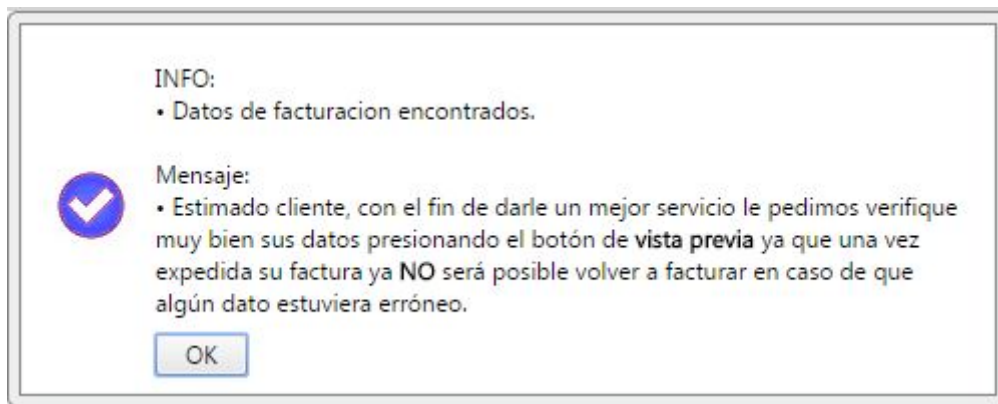 INFO:
• Datos de facturacion encontrados.
Mensaje:
• Estimado cliente, con el fin de darle un mejor servicio le pedimos verifique
muy bien sus datos presionando el botón de vista previa ya que una vez
expedida su factura ya NO será posible volver a facturar en caso de que
algún dato estuviera erróneo.
OK